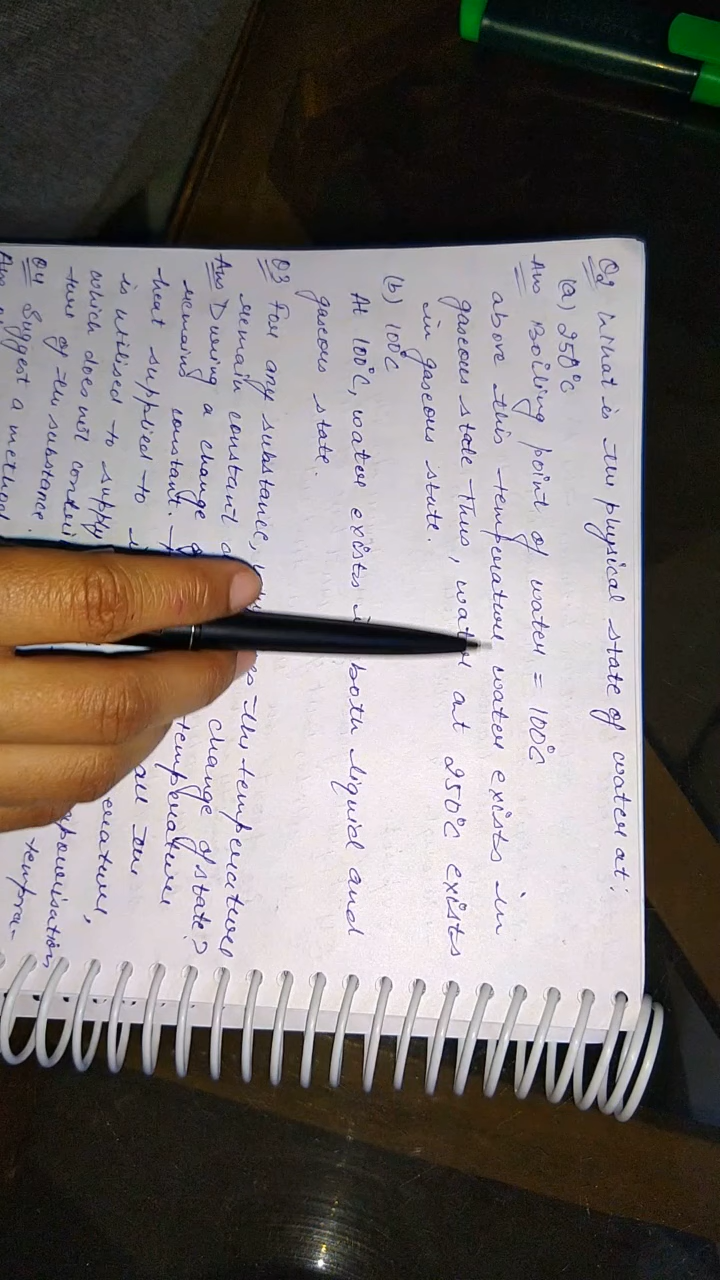 Q2 What is the physical state of water at:
(a) 250°C
Ans Boiling point of water = 100°C
above this temperature water exists in
gaseous state thus, water at 250°C exists
in gaseous state.
(b) 100°C
At 100°C, water exists both liquid and
gaseous state.
Q3 For any substance, the temperature
remain constant change of state?
Ans During a change
remains constant temperature
heat supplied to all the
is utilised to supply
which does not
ture of the substance. tempra-
Q4 Suggest a method
Ans